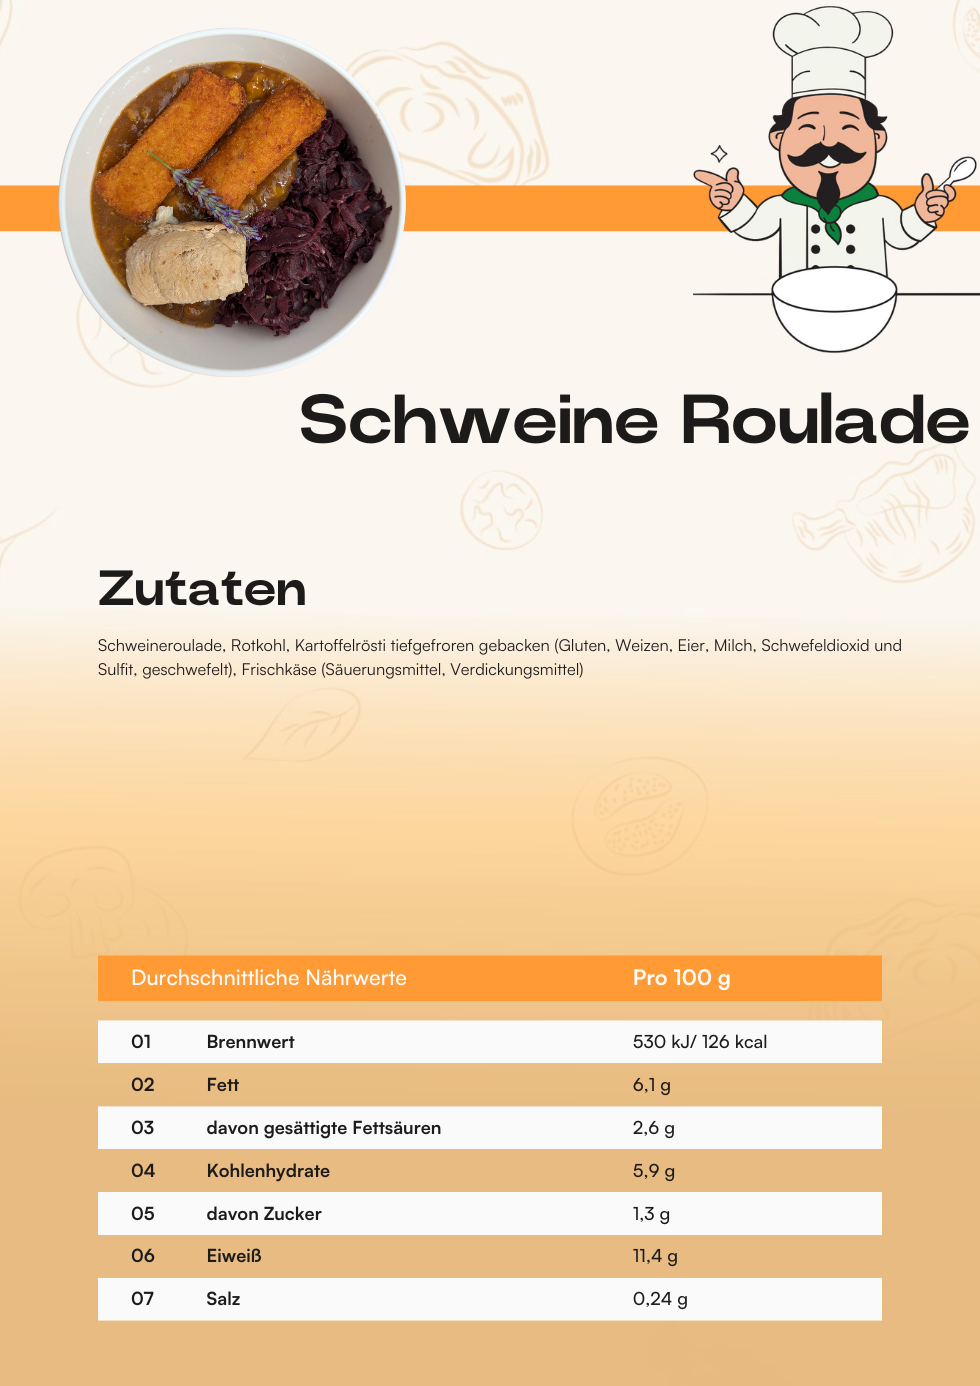 Schweine Roulade
Zutaten
Schweineroulade, Rotkohl, Kartoffelrösti tiefgefroren gebacken (Gluten, Weizen, Eier, Milch, Schwefeldioxid und
Sulfit, geschwefelt), Frischkäse (Säuerungsmittel, Verdickungsmittel)
Durchschnittliche Nährwerte Pro 100 g
01 Brennwert 530 kJ/ 126 kcal
02 Fett 6,1 g
03 davon gesättigte Fettsäuren 2,6 g
04 Kohlenhydrate 5,9 g
05 davon Zucker 1,3 g
06 Eiweiß 11,4 g
07 Salz 0,24 g